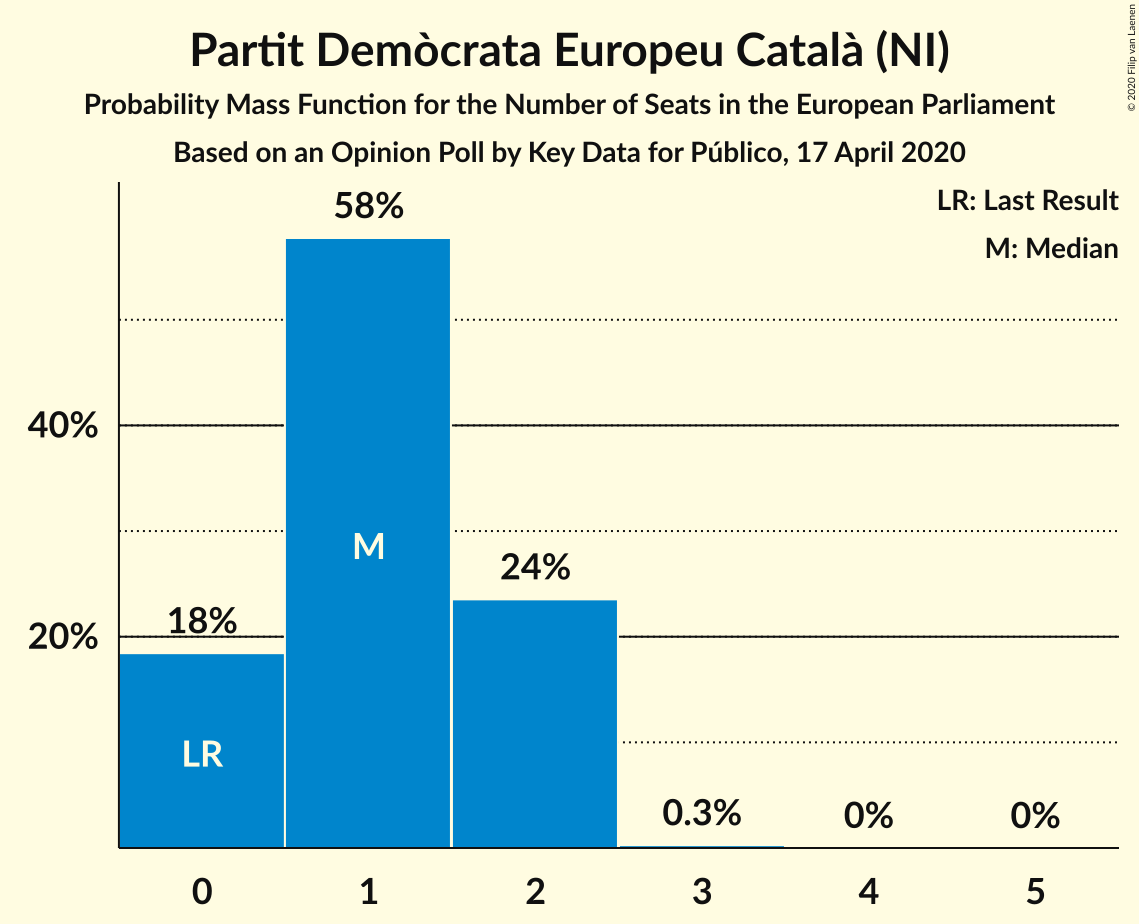 Partit Demòcrata Europeu Català (NI)
Probability Mass Function for the Number of Seats in the European Parliament
Based on an Opinion Poll by Key Data for Público, 17 April 2020
© 2020 Filip van Laenen
LR: Last Result
M: Median
58%
40%
M
24%
18%
20%
LR
0.3%
0%
0%
0
1
2
3
4
5